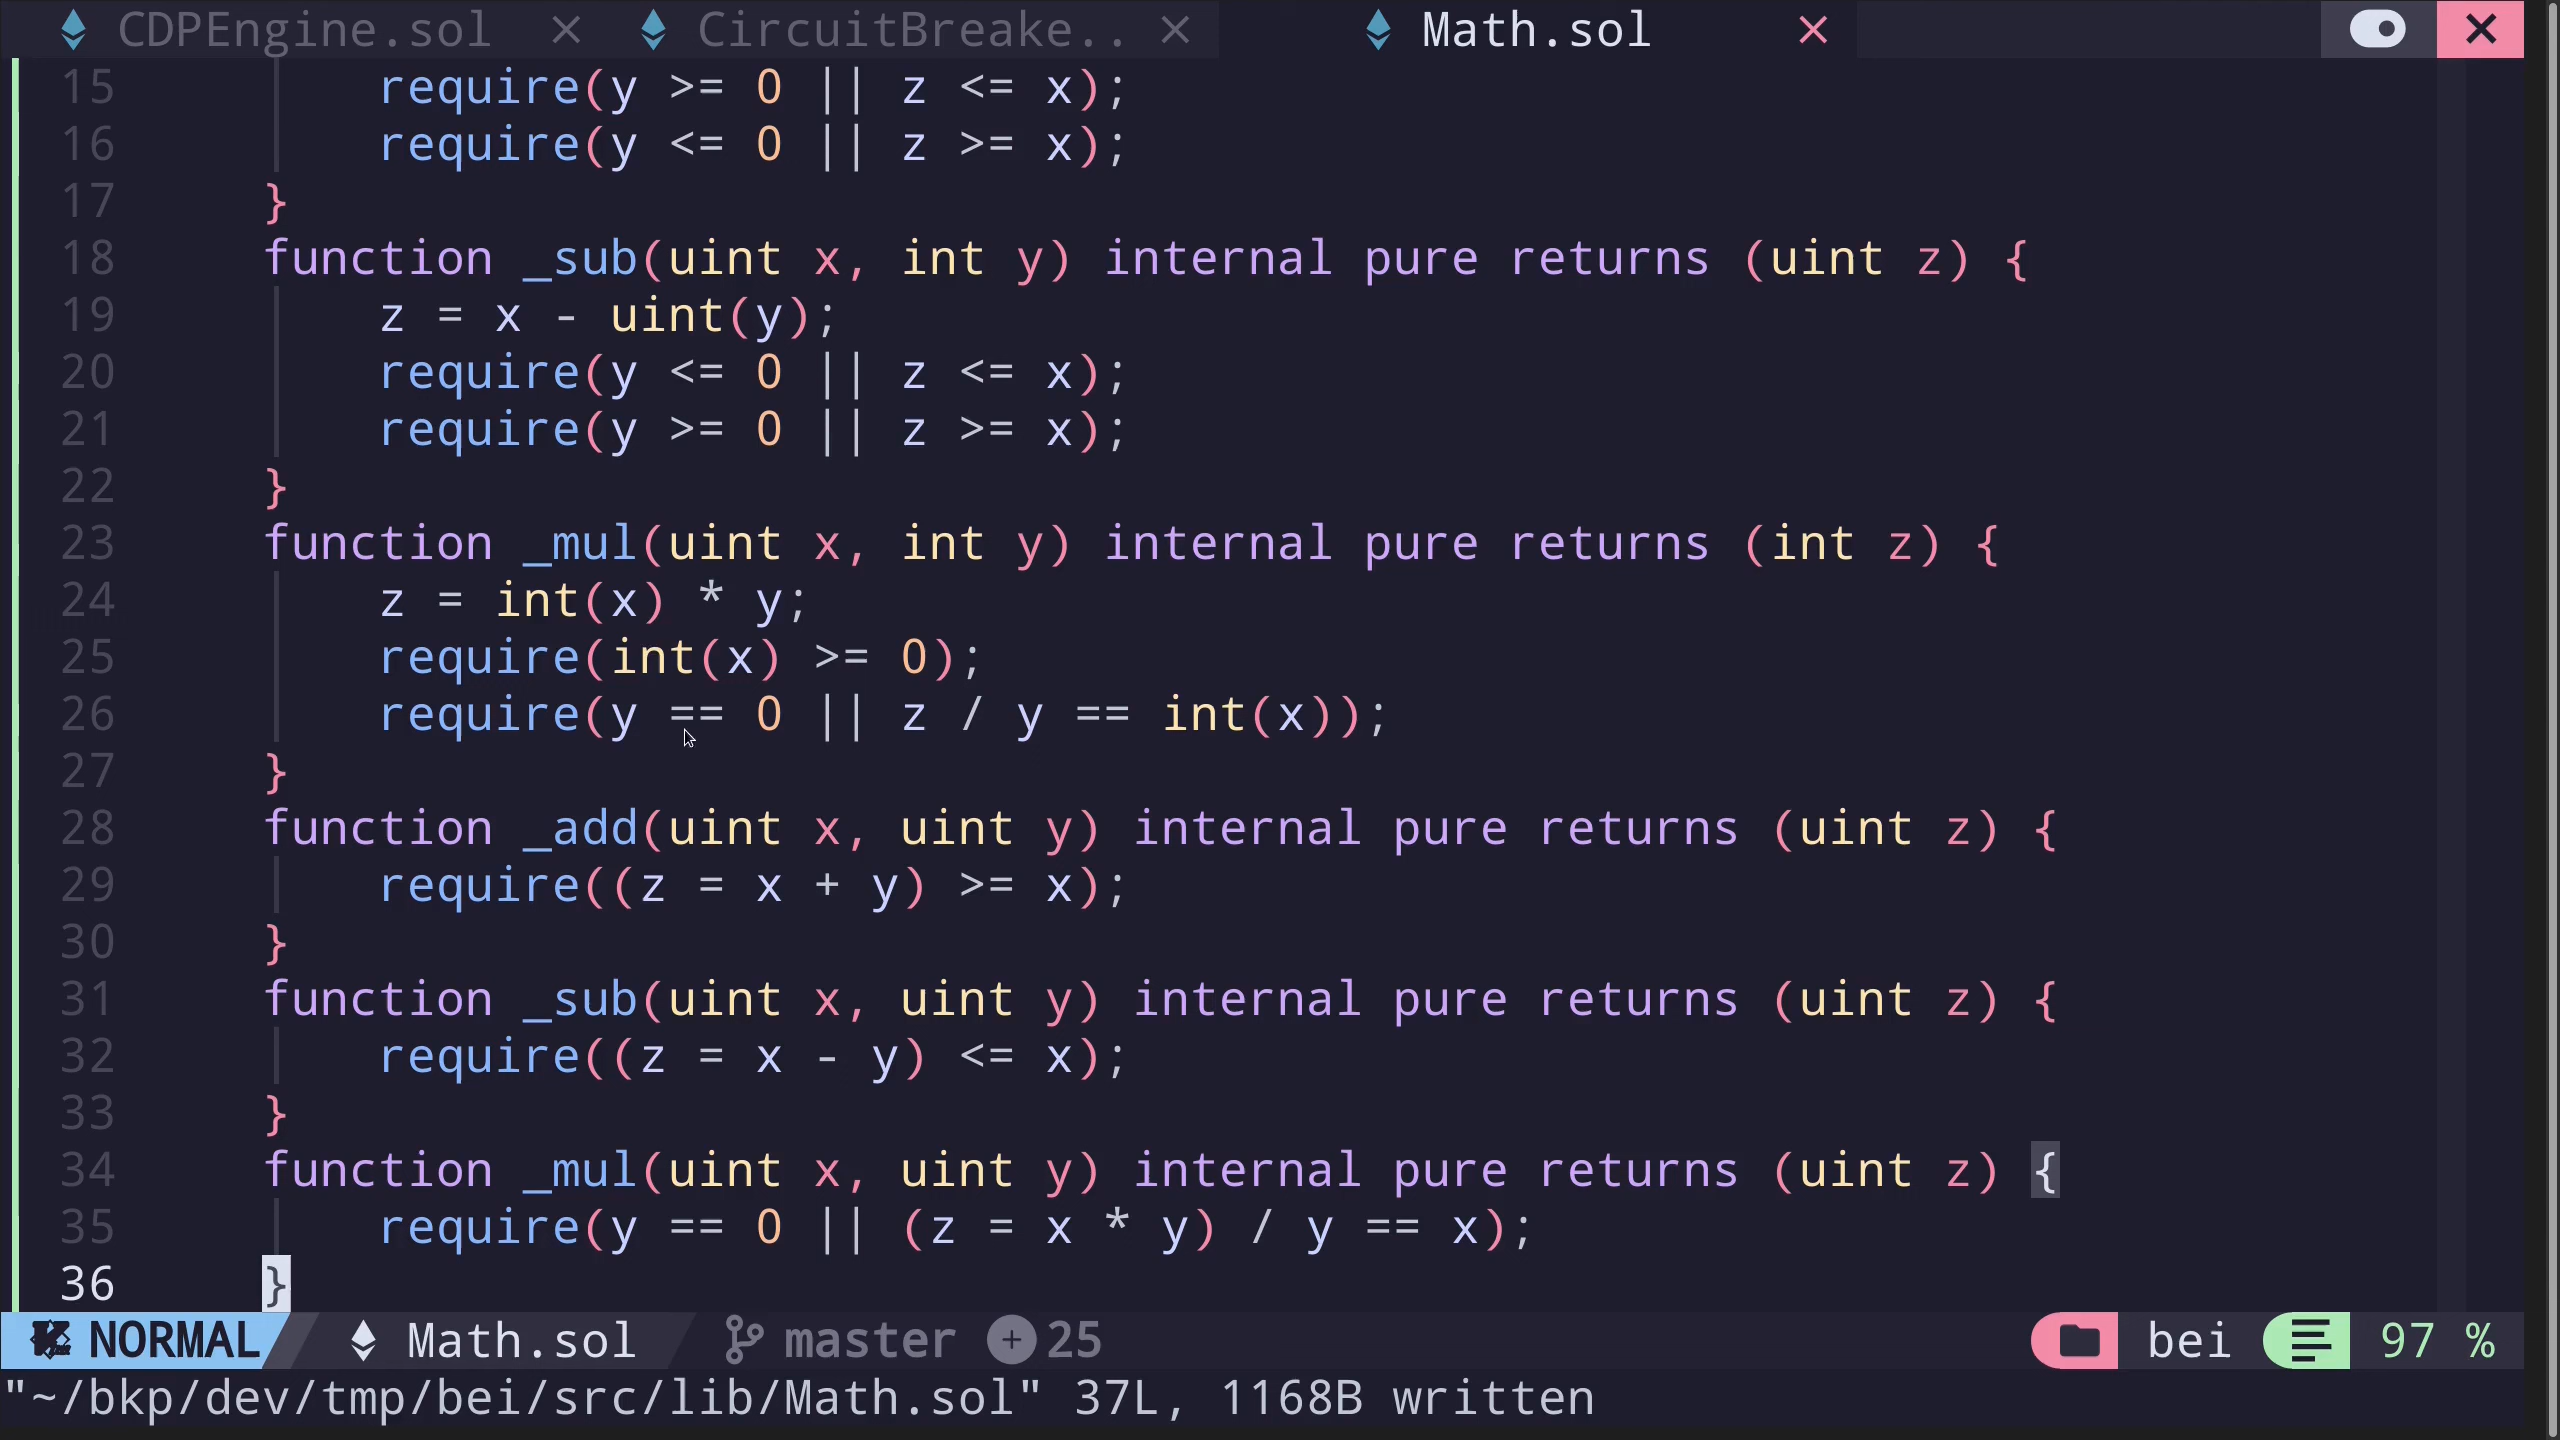 CDPEngine.sol × CircuitBreake.. × Math.sol ×
15 require(y >= 0 || z <= x);
16 require(y <= 0 || z >= x);
17 }
18 function _sub(uint x, int y) internal pure returns (uint z) {
19 z = x - uint(y);
20 require(y <= 0 || z <= x);
21 require(y >= 0 || z >= x);
22 }
23 function _mul(uint x, int y) internal pure returns (int z) {
24 z = int(x) * y;
25 require(int(x) >= 0);
26 require(y == 0 || z / y == int(x));
27 }
28 function _add(uint x, uint y) internal pure returns (uint z) {
29 require((z = x + y) >= x);
30 }
31 function _sub(uint x, uint y) internal pure returns (uint z) {
32 require((z = x - y) <= x);
33 }
34 function _mul(uint x, uint y) internal pure returns (uint z) {
35 require(y == 0 || (z = x * y) / y == x);
36 }
NORMAL Math.sol master 25 bei 97 %
"~/bkp/dev/tmp/bei/src/lib/Math.sol" 37L, 1168B written